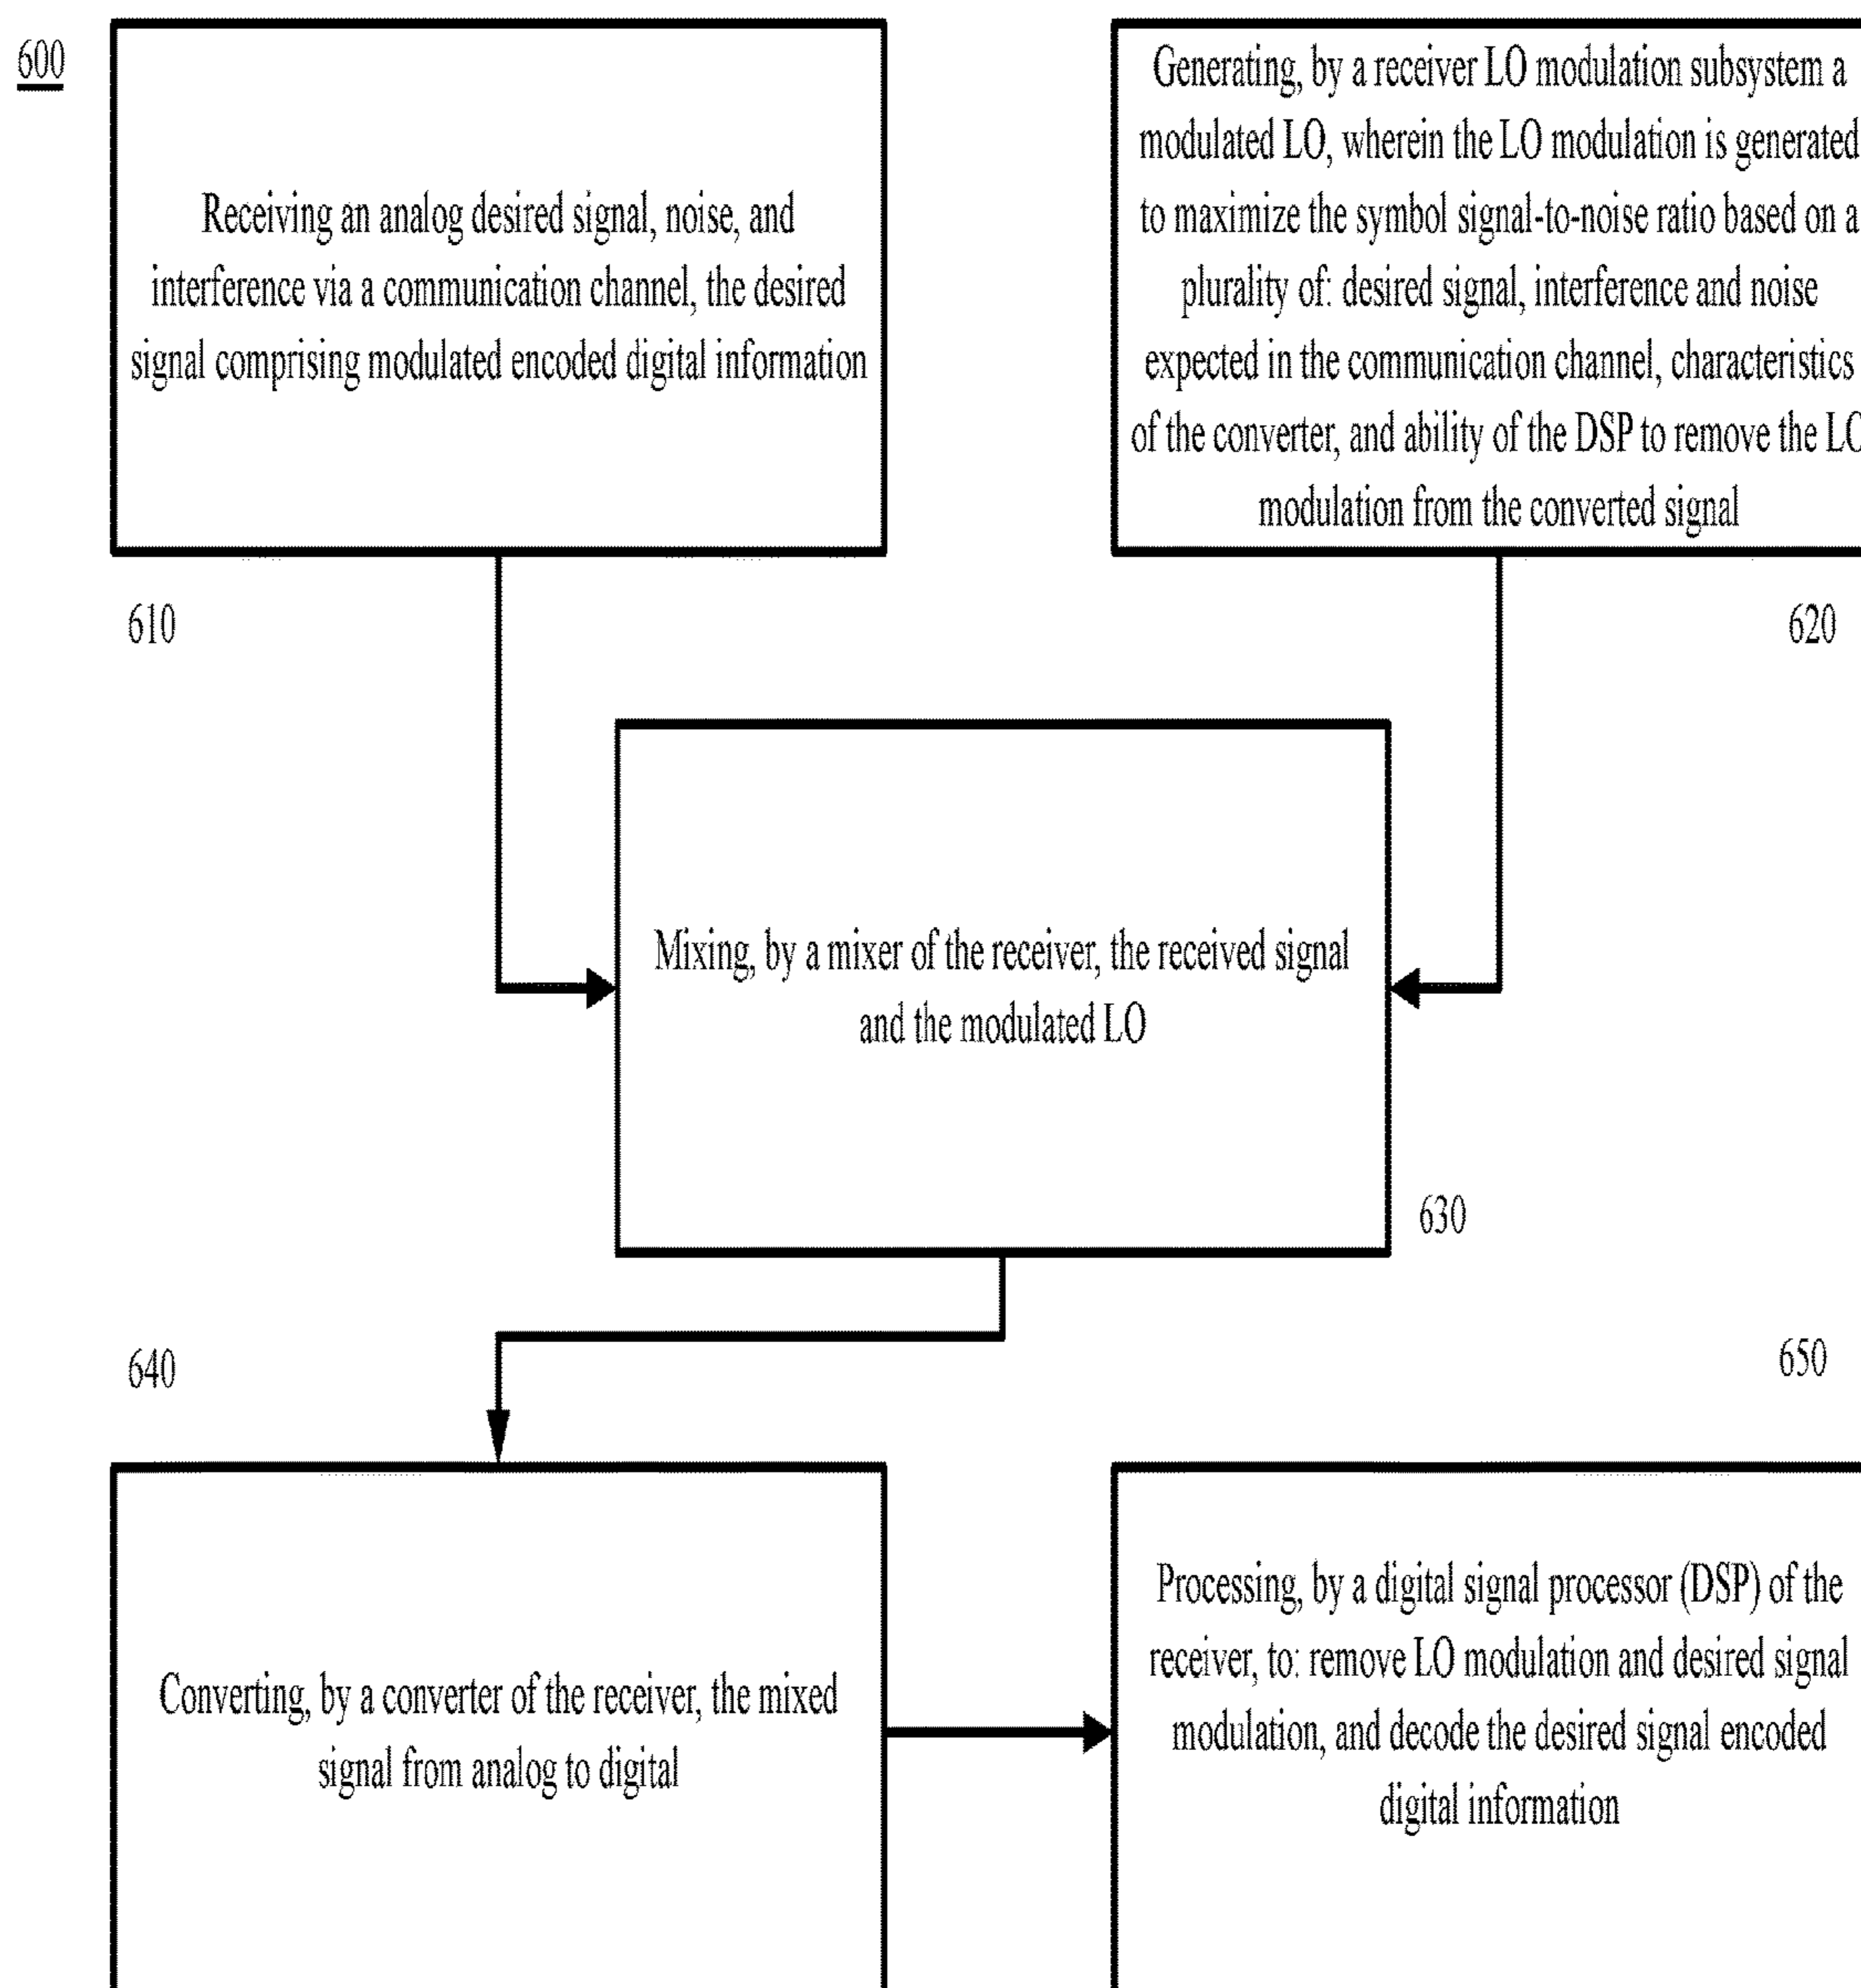 600
Receiving an analog desired signal, noise, and
interference via a communication channel, the desired
signal comprising modulated encoded digital information
610
Generating, by a receiver LO modulation subsystem a
modulated LO, wherein the LO modulation is generated
to maximize the symbol signal-to-noise ratio based on a
plurality of: desired signal, interference and noise
expected in the communication channel, characteristics
of the converter, and ability of the DSP to remove the LO
modulation from the converted signal
620
Mixing, by a mixer of the receiver, the received signal
and the modulated LO
630
640
Converting, by a converter of the receiver, the mixed
signal from analog to digital
650
Processing, by a digital signal processor (DSP) of the
receiver, to: remove LO modulation and desired signal
modulation, and decode the desired signal encoded
digital information